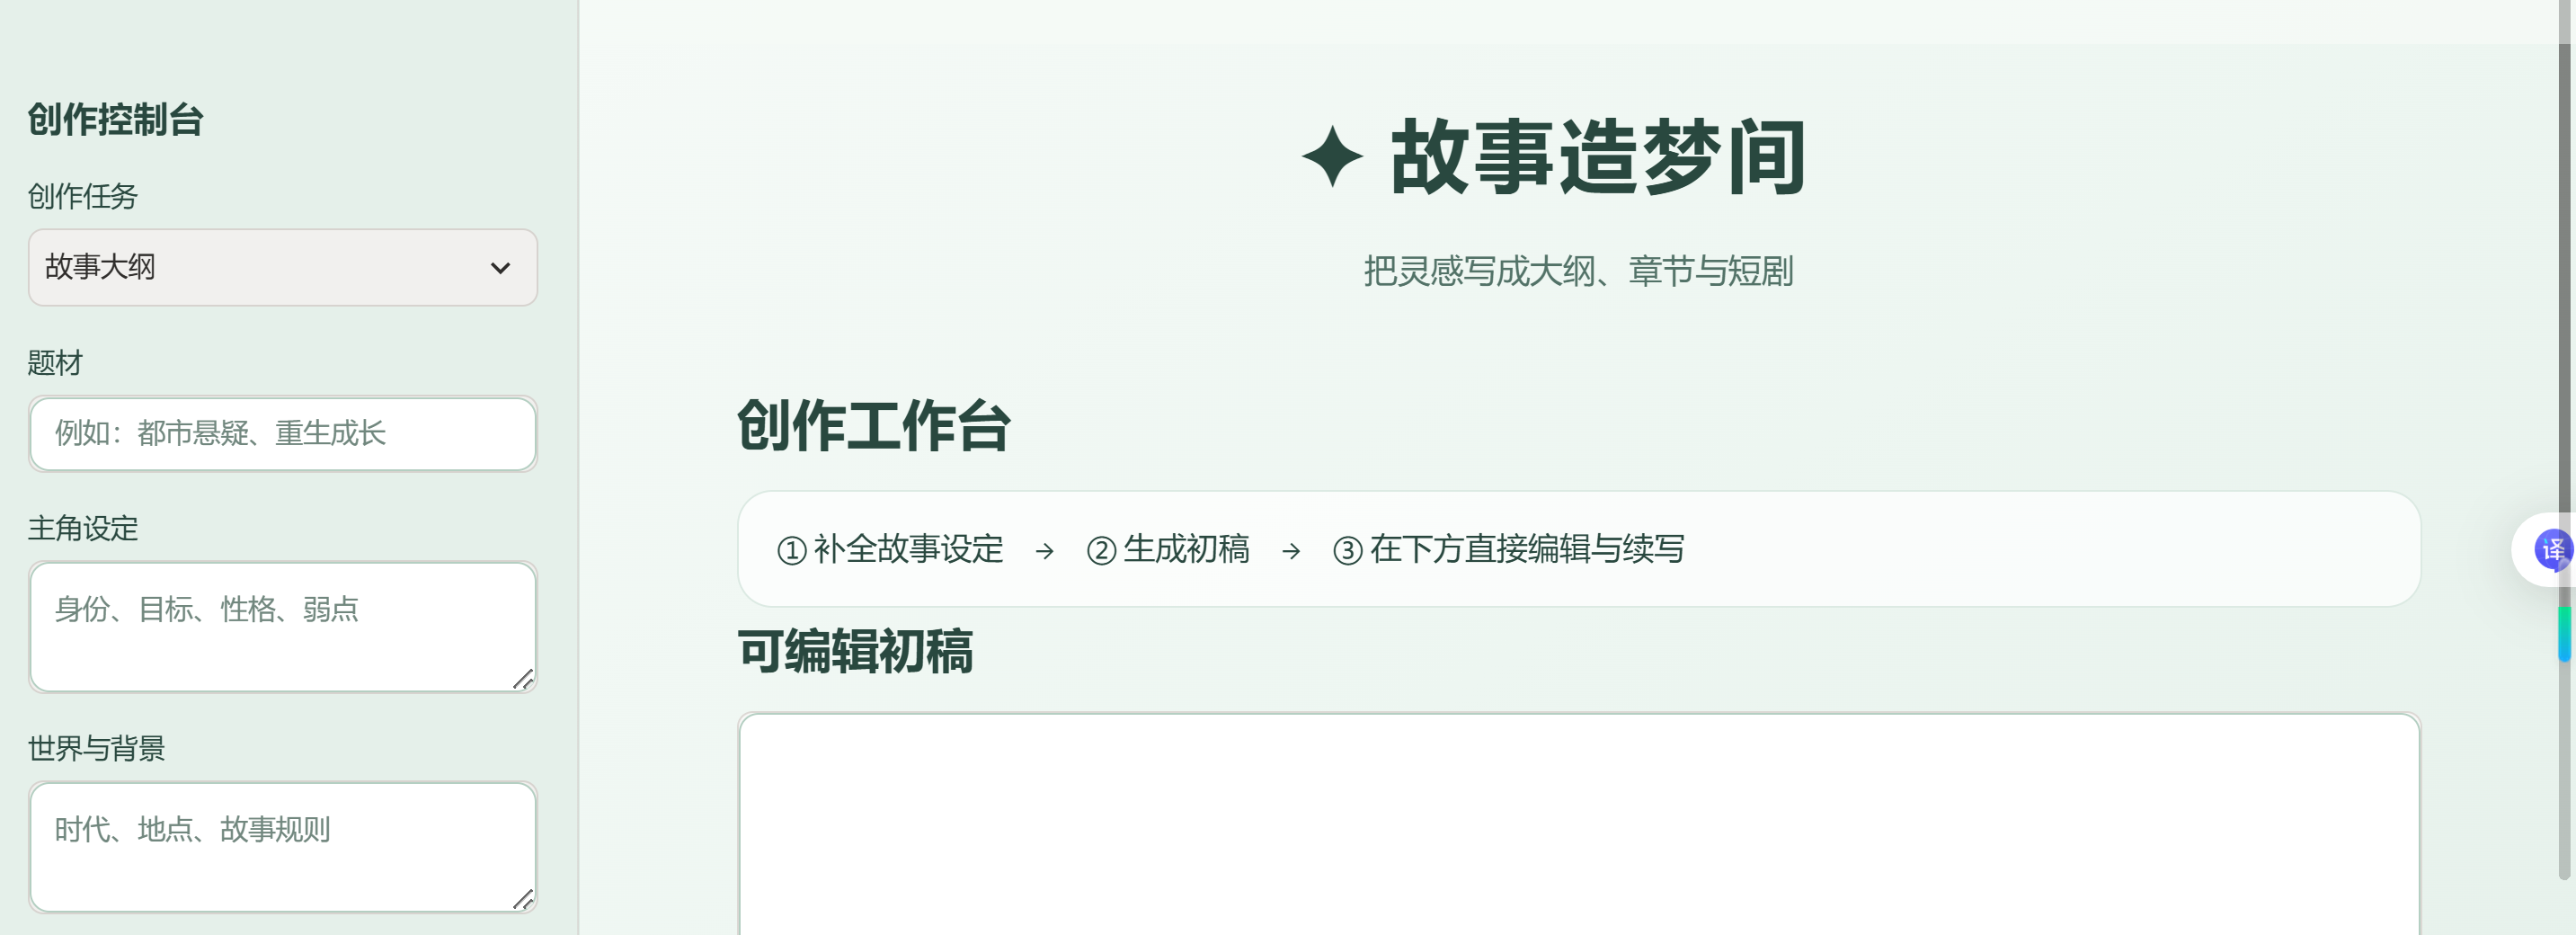 创作控制台
创作任务
故事大纲
题材
例如：都市悬疑、重生成长
主角设定
身份、目标、性格、弱点
世界与背景
时代、地点、故事规则
✦ 故事造梦间
把灵感写成大纲、章节与短剧
创作工作台
① 补全故事设定 → ② 生成初稿 → ③ 在下方直接编辑与续写
可编辑初稿
译